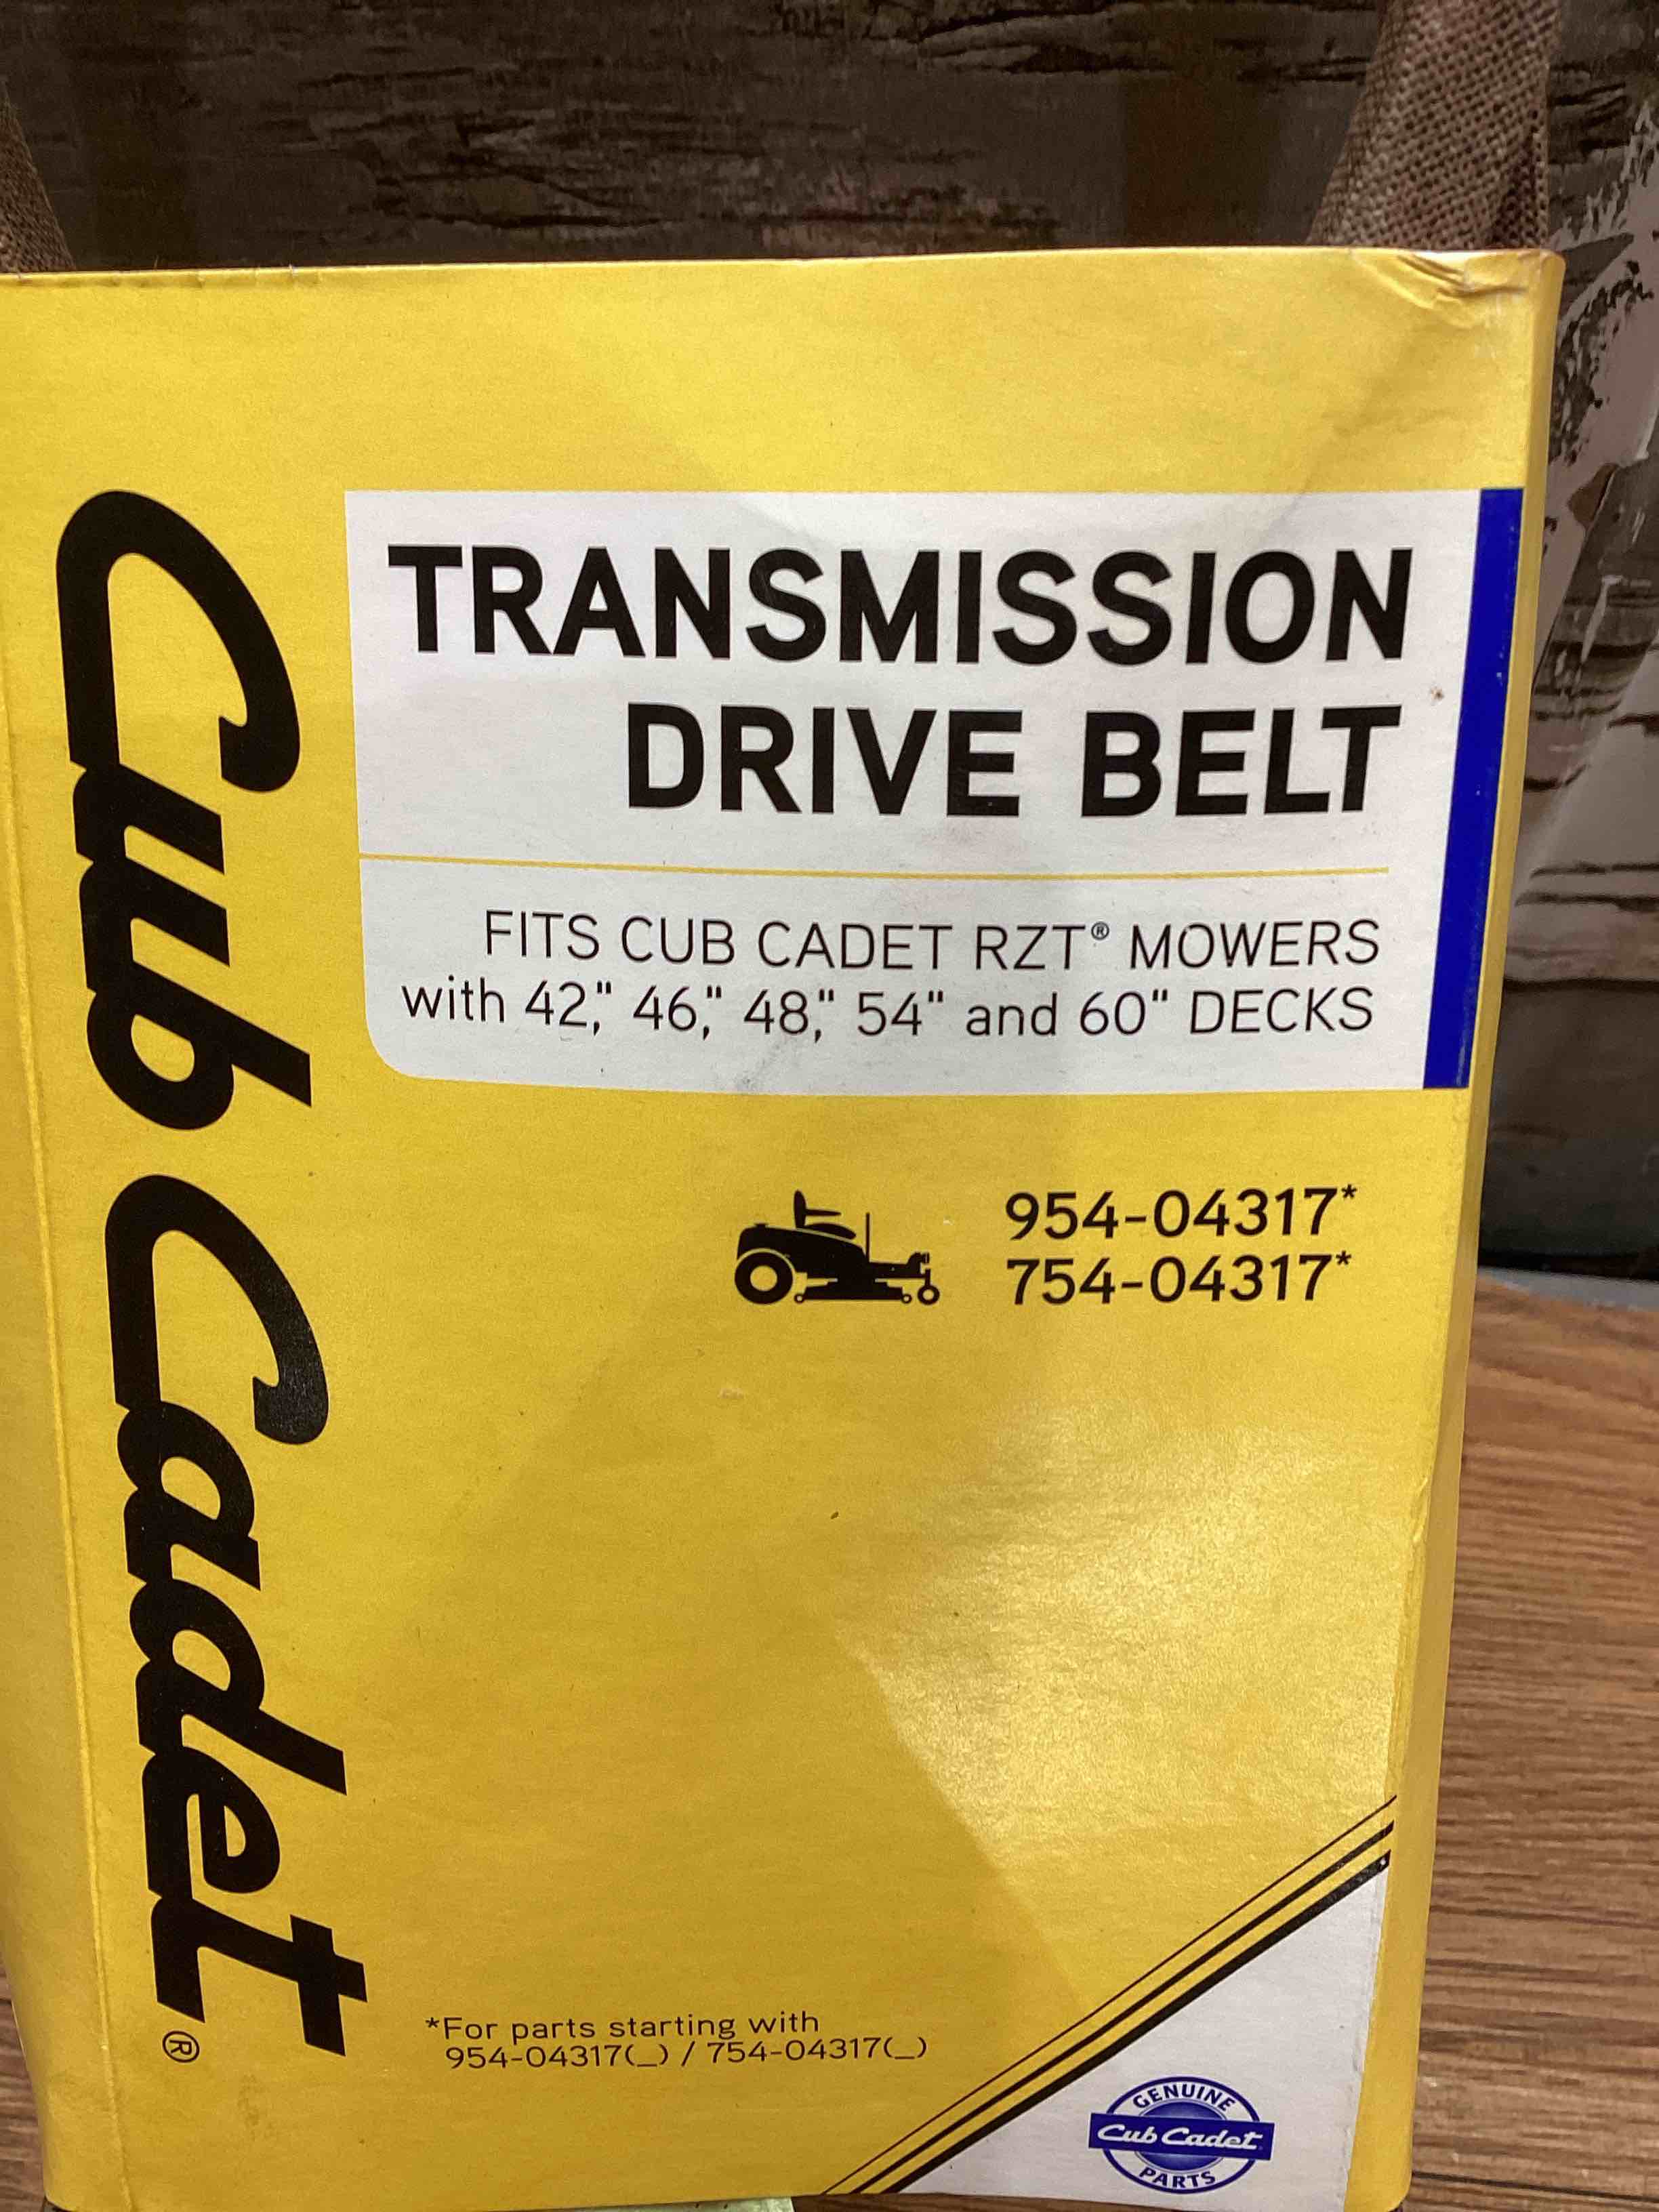 Cub Cadet®
TRANSMISSION
DRIVE BELT
FITS CUB CADET RZT® MOWERS
with 42," 46," 48," 54" and 60" DECKS
954-04317*
754-04317*
*For parts starting with
954-04317(_) / 754-04317(_)
GENUINE
Cub Cadet
PARTS